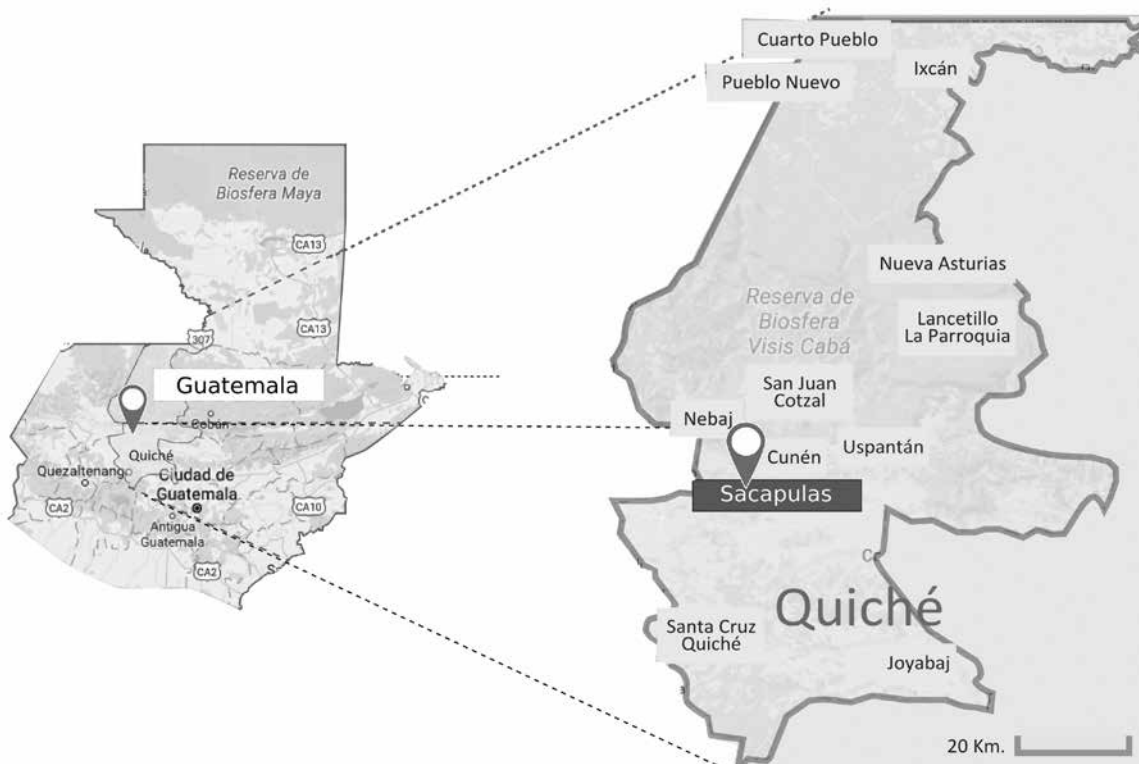 Reserva de
Biosfera Maya
CA13
CA13
307
Guatemala
Cobán
Quiché
Quezaltenango
Ciudad de
Guatemala
CA2
CA10
Antigua
Guatemala
CA2
S
Cuarto Pueblo
Pueblo Nuevo
Ixcán
Nueva Asturias
Reserva de
Biosfera
Visis Cabá
Lancetillo
La Parroquia
San Juan
Cotzal
Nebaj
Cunén
Uspantán
Sacapulas
C
Quiché
Santa Cruz
Quiché
Joyabaj
20 Km.